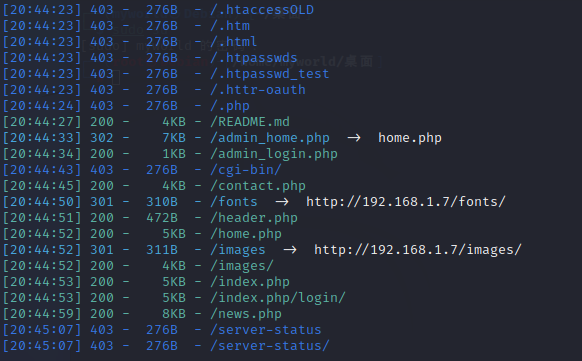 [20:44:23] 403 -  276B  - /.htaccessOLD
[20:44:23] 403 -  276B  - /.htm
[20:44:23] 403 -  276B  - /.html
[20:44:23] 403 -  276B  - /.htpasswds
[20:44:23] 403 -  276B  - /.htpasswd_test
[20:44:23] 403 -  276B  - /.httr-oauth
[20:44:24] 403 -  276B  - /.php
[20:44:27] 200 -    4KB - /README.md
[20:44:33] 302 -    7KB - /admin_home.php  ->  home.php
[20:44:34] 200 -    1KB - /admin_login.php
[20:44:43] 403 -  276B  - /cgi-bin/
[20:44:45] 200 -    4KB - /contact.php
[20:44:50] 301 -  310B  - /fonts  ->  http://192.168.1.7/fonts/
[20:44:51] 200 -  472B  - /header.php
[20:44:52] 200 -    5KB - /home.php
[20:44:52] 301 -  311B  - /images  ->  http://192.168.1.7/images/
[20:44:52] 200 -    4KB - /images/
[20:44:53] 200 -    5KB - /index.php
[20:44:53] 200 -    5KB - /index.php/login/
[20:44:59] 200 -    8KB - /news.php
[20:45:07] 403 -  276B  - /server-status
[20:45:07] 403 -  276B  - /server-status/